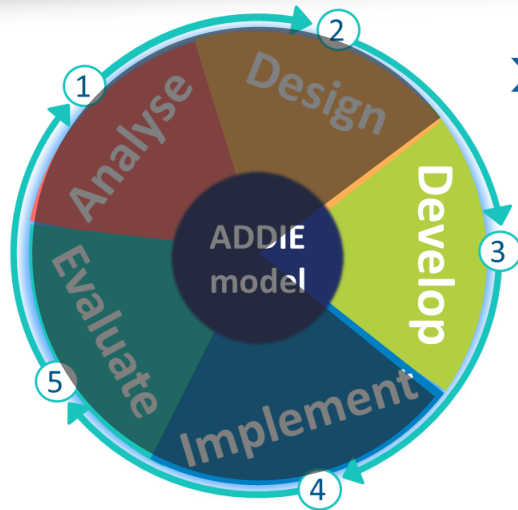 1
Analyse
2
Design
3
Develop
4
Implement
5
Evaluate
ADDIE
model